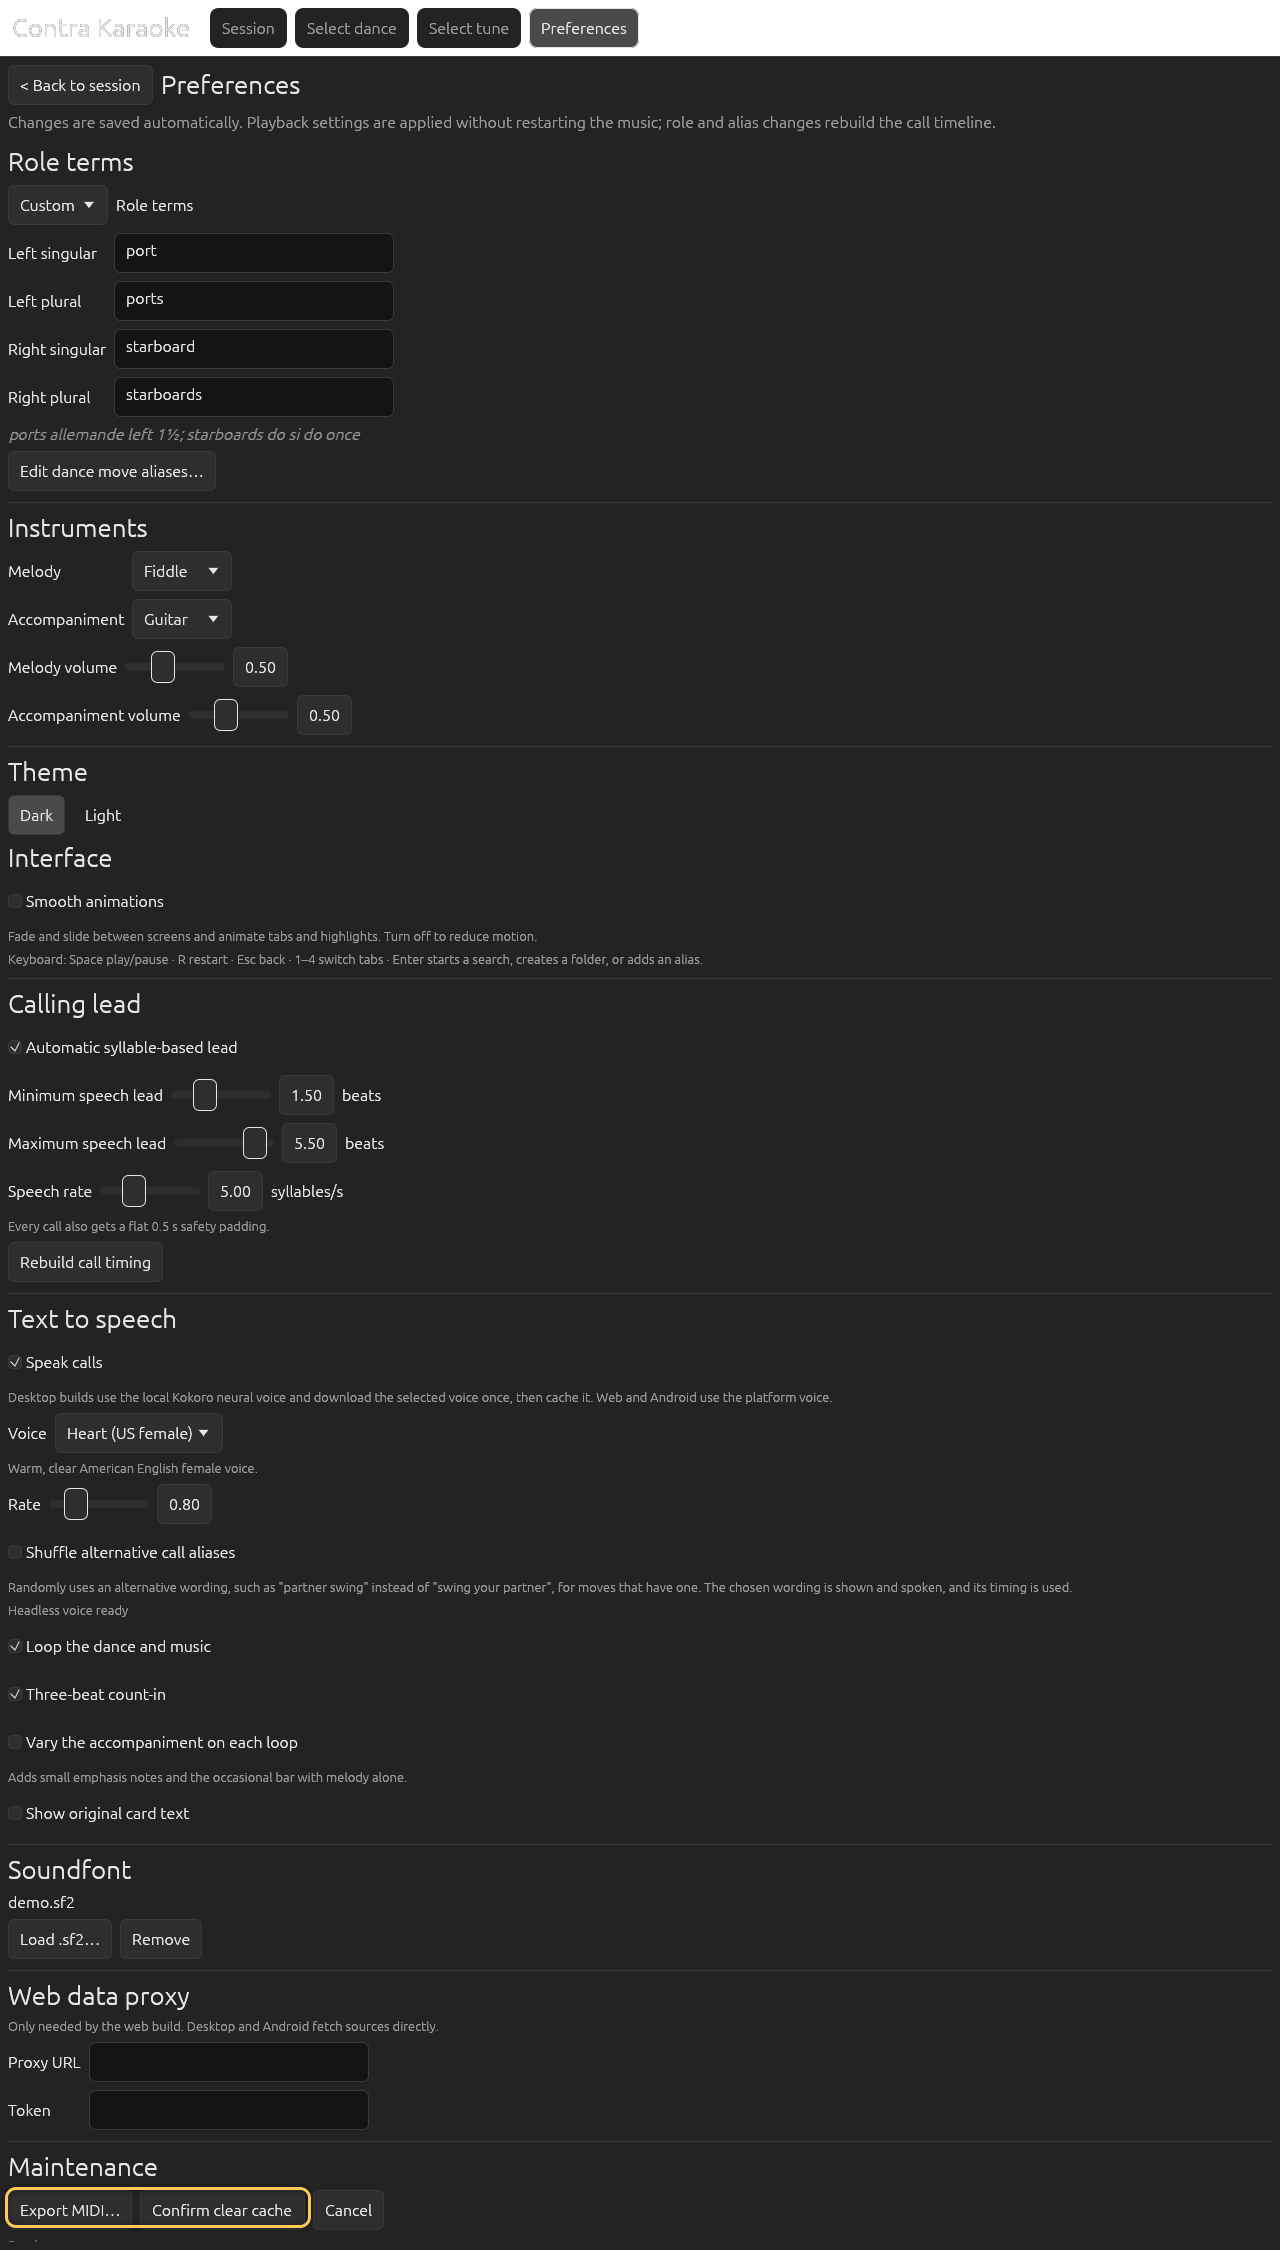 Contra Karaoke Session Select dance Select tune Preferences
< Back to session Preferences
Changes are saved automatically. Playback settings are applied without restarting the music; role and alias changes rebuild the call timeline.
Role terms
Custom Role terms
Left singular port
Left plural ports
Right singular starboard
Right plural starboards
ports allemande left 1½; starboards do si do once
Edit dance move aliases...
Instruments
Melody Fiddle
Accompaniment Guitar
Melody volume 0.50
Accompaniment volume 0.50
Theme
Dark Light
Interface
Smooth animations
Fade and slide between screens and animate tabs and highlights. Turn off to reduce motion.
Keyboard: Space play/pause · R restart · Esc back · 1–4 switch tabs · Enter starts a search, creates a folder, or adds an alias.
Calling lead
Automatic syllable-based lead
Minimum speech lead 1.50 beats
Maximum speech lead 5.50 beats
Speech rate 5.00 syllables/s
Every call also gets a flat 0.5 s safety padding.
Rebuild call timing
Text to speech
Speak calls
Desktop builds use the local Kokoro neural voice and download the selected voice once, then cache it. Web and Android use the platform voice.
Voice Heart (US female)
Warm, clear American English female voice.
Rate 0.80
Shuffle alternative call aliases
Randomly uses an alternative wording, such as "partner swing" instead of "swing your partner", for moves that have one. The chosen wording is shown and spoken, and its timing is used.
Headless voice ready
Loop the dance and music
Three-beat count-in
Vary the accompaniment on each loop
Adds small emphasis notes and the occasional bar with melody alone.
Show original card text
Soundfont
demo.sf2
Load .sf2... Remove
Web data proxy
Only needed by the web build. Desktop and Android fetch sources directly.
Proxy URL
Token
Maintenance
Export MIDI... Confirm clear cache Cancel